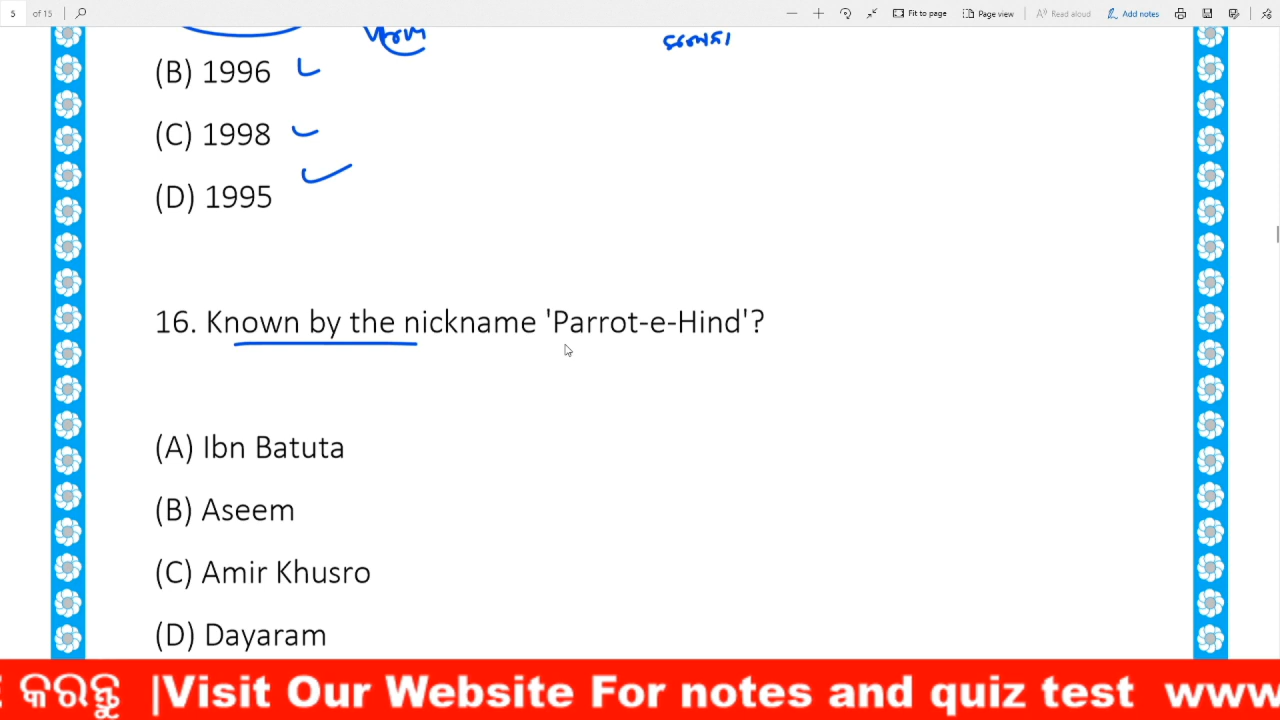 5 of 15 Fit to page Page view Read aloud Add notes
(B) 1996
(C) 1998
(D) 1995
16. Known by the nickname 'Parrot-e-Hind'?
(A) Ibn Batuta
(B) Aseem
(C) Amir Khusro
(D) Dayaram
କରନ୍ତୁ |Visit Our Website For notes and quiz test www